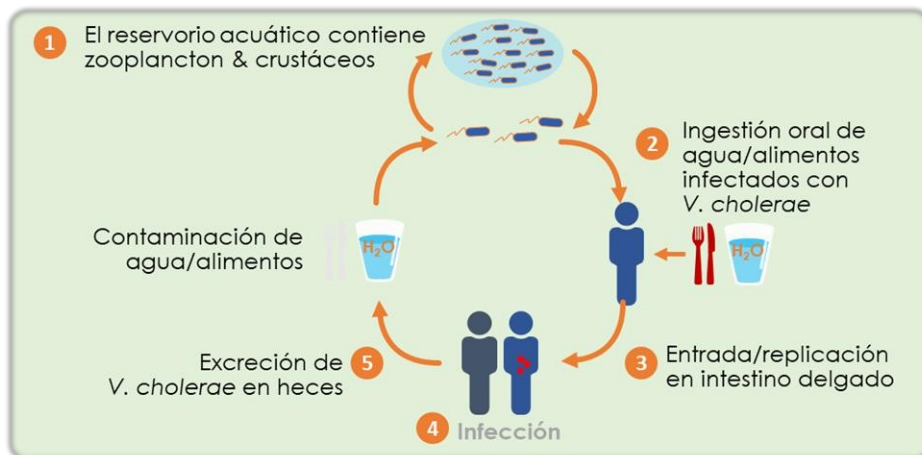 1 El reservorio acuático contiene
zooplancton & crustáceos
2 Ingestión oral de
agua/alimentos
infectados con
V. cholerae
H₂O
3 Entrada/replicación
en intestino delgado
4 Infección
5 Excreción de
V. cholerae en heces
Contaminación de
agua/alimentos
H₂O